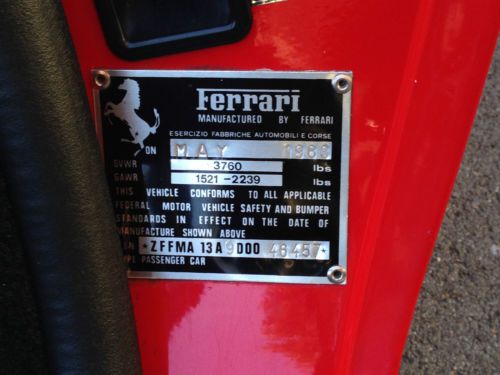 Ferrari
MANUFACTURED BY FERRARI
ESERCIZIO FABBRICHE AUTOMOBILI E CORSE
ON MAY 1983
GVWR 3760 lbs
GAWR 1521-2239 lbs
THIS VEHICLE CONFORMS TO ALL APPLICABLE
FEDERAL MOTOR VEHICLE SAFETY AND BUMPER
STANDARDS IN EFFECT ON THE DATE OF
MANUFACTURE SHOWN ABOVE
*ZFFMA 13A9D00 46457*
PASSENGER CAR